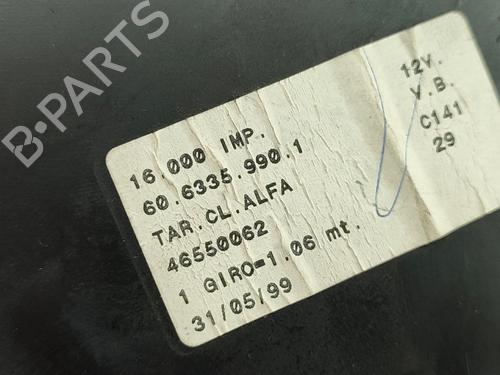 B-PARTS
16.000 IMP.
60.6335.990.1
TAR.CL.ALFA
46550062
1 GIRO=1.06 mt.
31/05/99
12V.
V.B.
C141
29